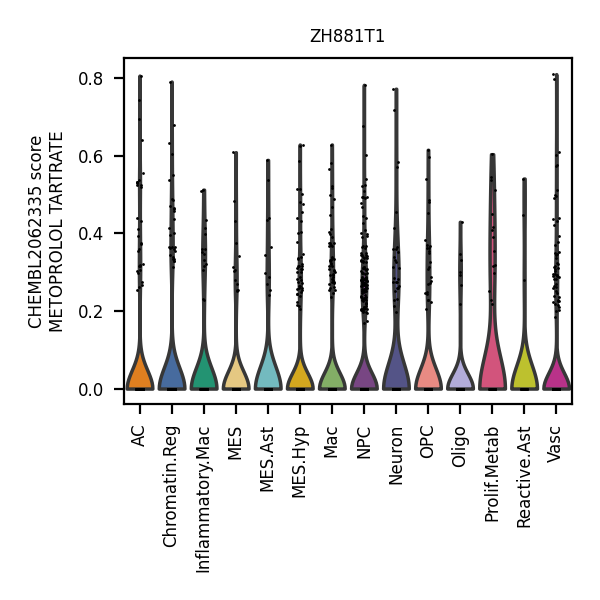 ZH881T1
CHEMBL2062335 score
METOPROLOL TARTRATE
0.8
0.6
0.4
0.2
0.0
AC
Chromatin.Reg
Inflammatory.Mac
MES
MES.Ast
MES.Hyp
Mac
NPC
Neuron
OPC
Oligo
Prolif.Metab
Reactive.Ast
Vasc